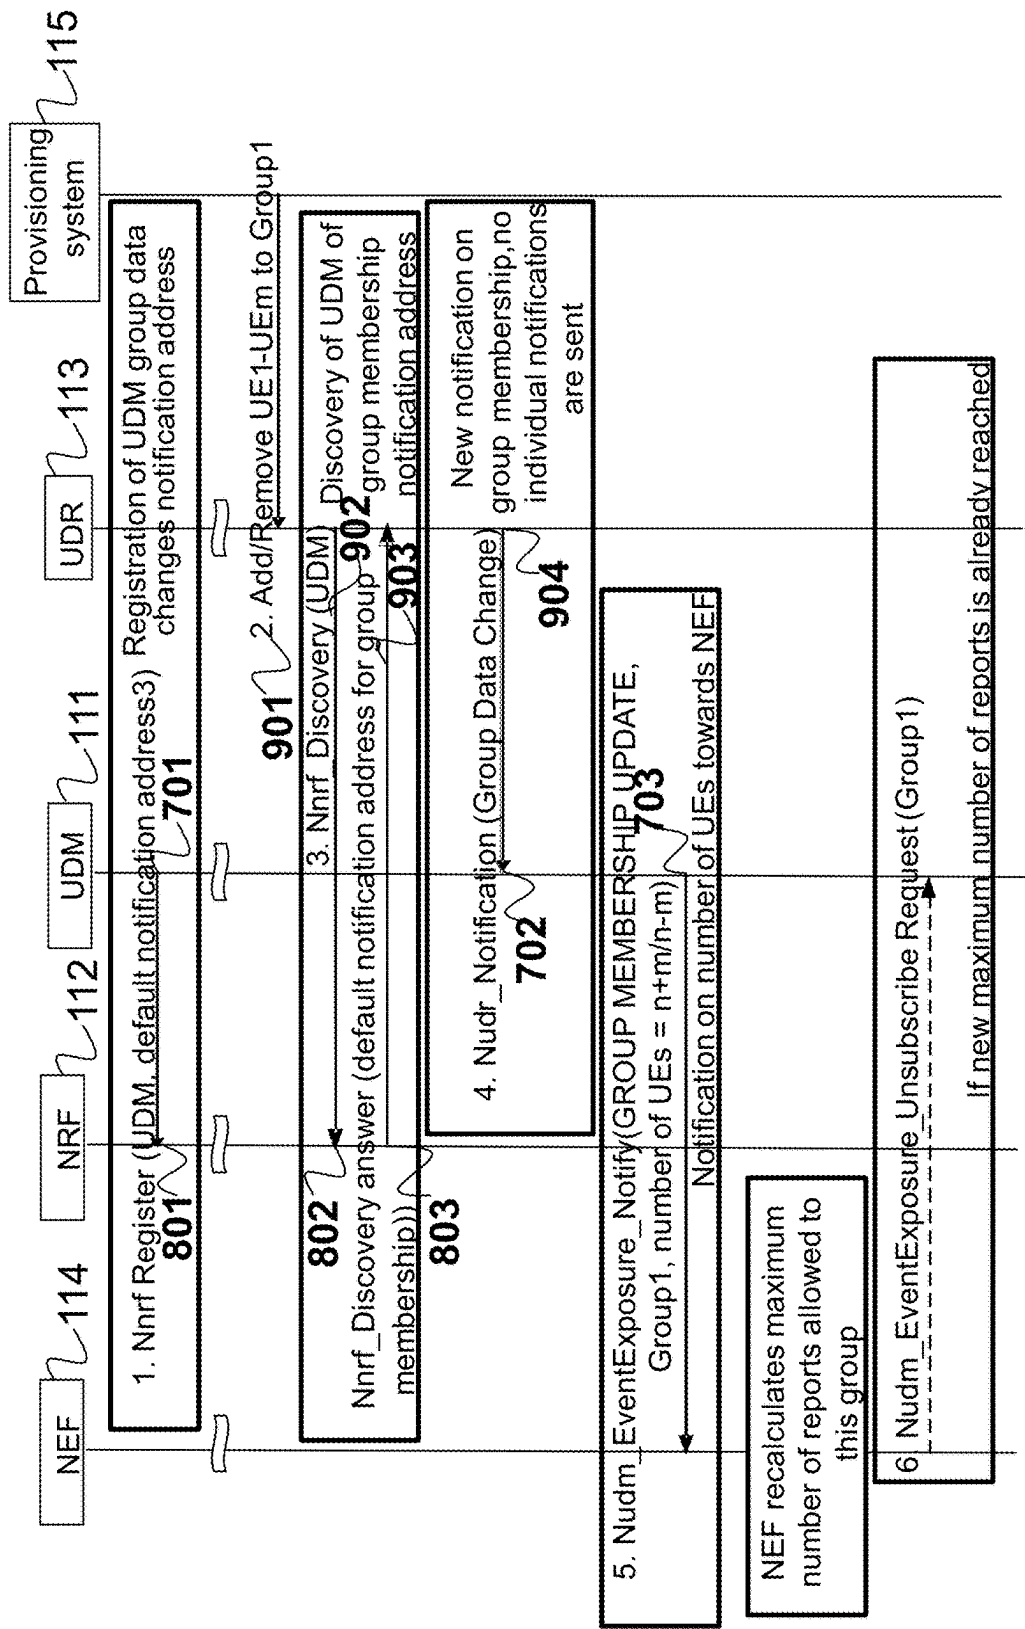 NEF
114
NRF
112
UDM
111
UDR
113
Provisioning
system
115
1. Nnrf Register (UDM, default notification address3)
Registration of UDM group data
changes notification address
801
701
901
2. Add/Remove UE1-UEm to Group1
3. Nnrf_Discovery (UDM)
Discovery of UDM of
group membership
notification address
802
902
Nnrf_Discovery answer (default notification address for group
membership))
803
903
4. Nudr_Notification (Group Data Change)
New notification on
group membership,no
individual notifications
are sent
702
904
5. Nudm_EventExposure_Notify(GROUP MEMBERSHIP UPDATE,
Group1, number of UEs = n+m/n-m)
703
Notification on number of UEs towards NEF
NEF recalculates maximum
number of reports allowed to
this group
6. Nudm_EventExposure_Unsubscribe Request (Group1)
If new maximum number of reports is already reached